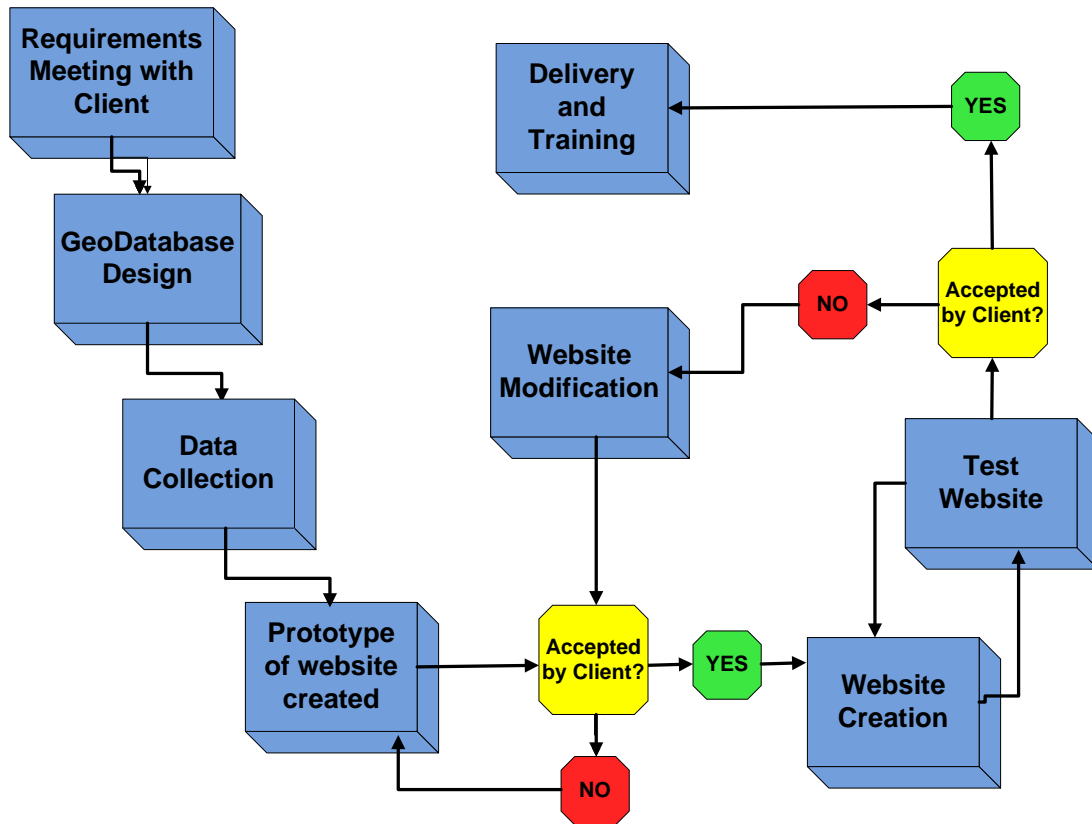 Requirements
Meeting with
Client
GeoDatabase
Design
Data
Collection
Prototype
of website
created
Accepted
by Client?
NO
YES
Website
Creation
Test
Website
Accepted
by Client?
NO
Website
Modification
YES
Delivery
and
Training